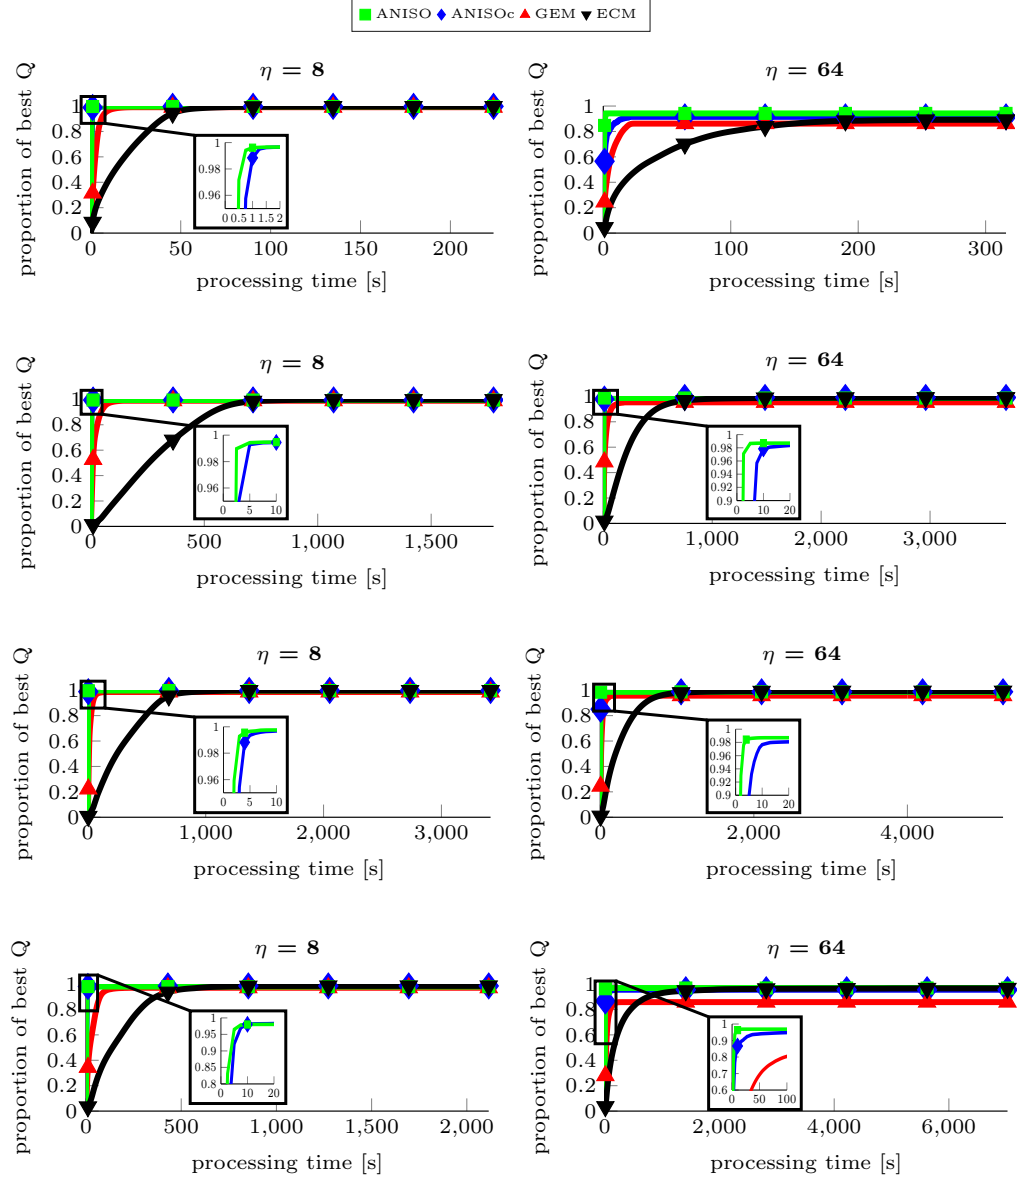 ANISO ANISOc GEM ECM
η = 8
proportion of best Q
1
0.8
0.6
0.4
0.2
0
1
0.98
0.96
0 0.5 1 1.5 2
0 50 100 150 200
processing time [s]
η = 64
proportion of best Q
1
0.8
0.6
0.4
0.2
0
0 100 200 300
processing time [s]
η = 8
proportion of best Q
1
0.8
0.6
0.4
0.2
0
1
0.98
0.96
0 5 10
0 500 1,000 1,500
processing time [s]
η = 64
proportion of best Q
1
0.8
0.6
0.4
0.2
0
1
0.98
0.96
0.94
0.92
0.9
0 10 20
0 1,000 2,000 3,000
processing time [s]
η = 8
proportion of best Q
1
0.8
0.6
0.4
0.2
0
1
0.98
0.96
0 5 10
0 1,000 2,000 3,000
processing time [s]
η = 64
proportion of best Q
1
0.8
0.6
0.4
0.2
0
1
0.98
0.96
0.94
0.92
0.9
0 10 20
0 2,000 4,000
processing time [s]
η = 8
proportion of best Q
1
0.8
0.6
0.4
0.2
0
1
0.95
0.9
0.85
0.8
0 10 20
0 500 1,000 1,500 2,000
processing time [s]
η = 64
proportion of best Q
1
0.8
0.6
0.4
0.2
0
1
0.9
0.8
0.7
0.6
0 50 100
0 2,000 4,000 6,000
processing time [s]